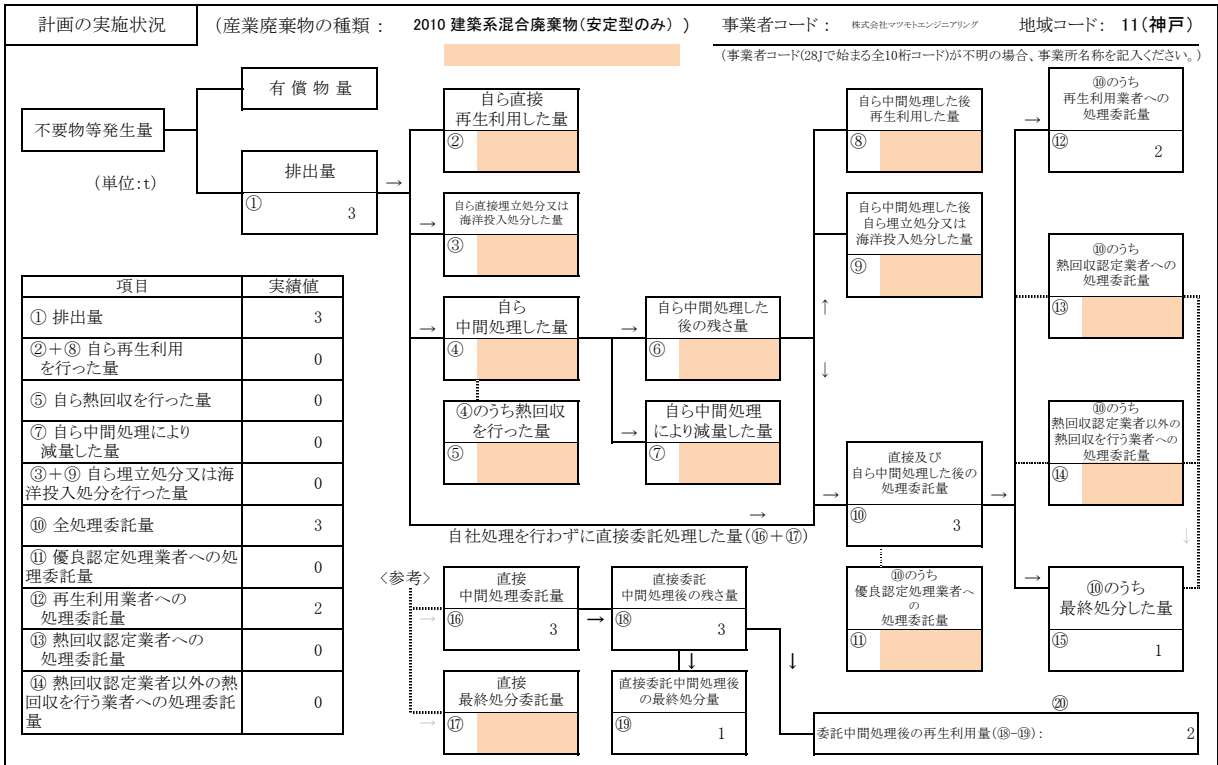 計画の実施状況
(産業廃棄物の種類： 2010 建築系混合廃棄物(安定型のみ) )
事業者コード： 株式会社マツモトエンジニアリング
地域コード： 11(神戸)
(事業者コード(28Jで始まる全10桁コード)が不明の場合、事業所名称を記入ください。)
不要物等発生量
(単位:t)
有償物量
排出量
① 3
→
自ら直接
再生利用した量
②
→
自ら直接埋立処分又は
海洋投入処分した量
③
→
自ら
中間処理した量
④
④のうち熱回収
を行った量
⑤
→
自ら中間処理した
後の残さ量
⑥
→
自ら中間処理
により減量した量
⑦
自ら中間処理した後
再生利用した量
⑧
自ら中間処理した後
自ら埋立処分又は
海洋投入処分した量
⑨
↑
↓
→
直接及び
自ら中間処理した後の
処理委託量
⑩ 3
→
⑩のうち
優良認定処理業者へ
の
処理委託量
⑪
→
⑩のうち
再生利用業者への
処理委託量
⑫ 2
⑩のうち
熱回収認定業者への
処理委託量
⑬
⑩のうち
熱回収認定業者以外の
熱回収を行う業者への
処理委託量
⑭
↓
→
⑩のうち
最終処分した量
⑮ 1
→
自社処理を行わずに直接委託処理した量(⑯＋⑰)
項目 実績値
① 排出量 3
②＋⑧ 自ら再生利用
を行った量 0
⑤ 自ら熱回収を行った量 0
⑦ 自ら中間処理により
減量した量 0
③＋⑨ 自ら埋立処分又は海
洋投入処分を行った量 0
⑩ 全処理委託量 3
⑪ 優良認定処理業者への処
理委託量 0
⑫ 再生利用業者への
処理委託量 2
⑬ 熱回収認定業者への
処理委託量 0
⑭ 熱回収認定業者以外の熱
回収を行う業者への処理委託
量 0
〈参考〉
→
直接
中間処理委託量
⑯ 3
→
直接委託
中間処理後の残さ量
⑱ 3
↓
↓
→
直接
最終処分委託量
⑰
直接委託中間処理後
の最終処分量
⑲ 1
⑳
委託中間処理後の再生利用量(⑱-⑲)： 2